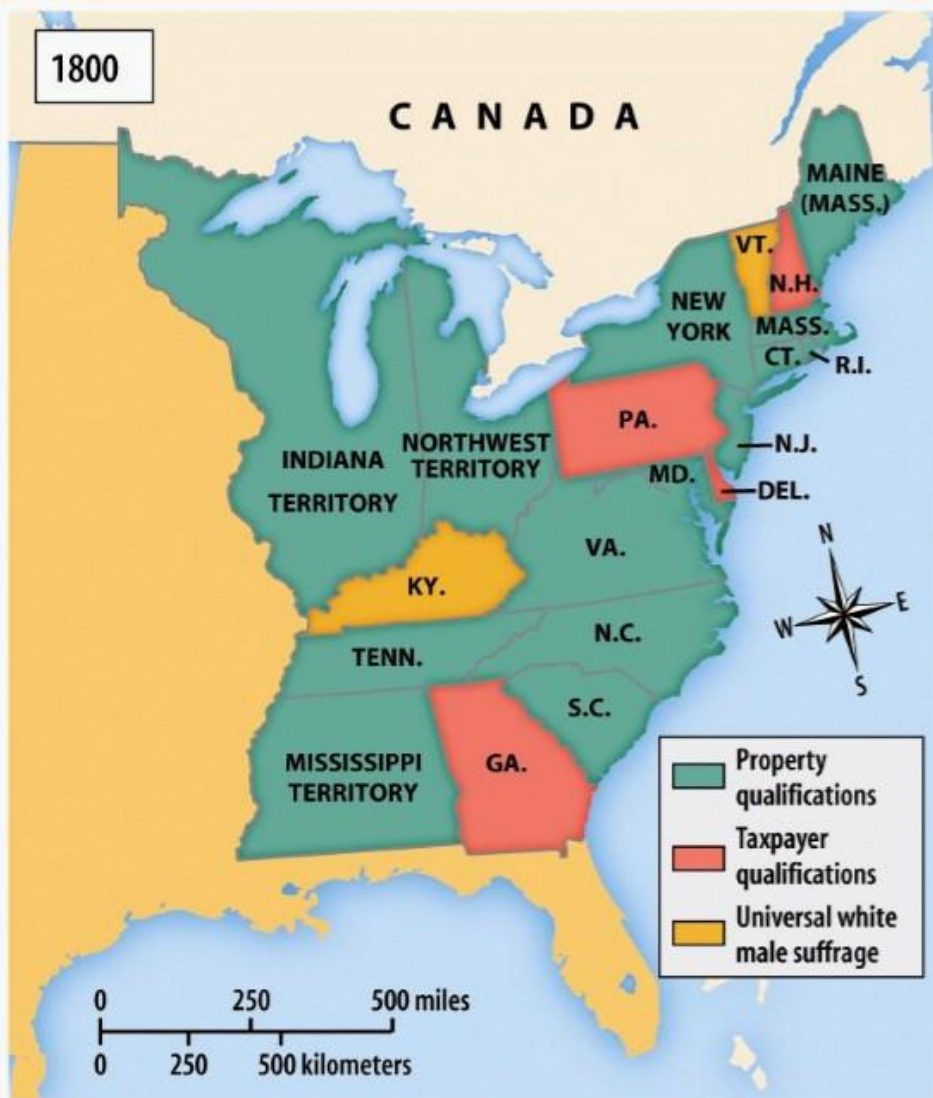 1800
CANADA
MAINE
(MASS.)
VT.
N.H.
NEW
YORK
MASS.
CT.
R.I.
PA.
N.J.
INDIANA
TERRITORY
NORTHWEST
TERRITORY
MD.
DEL.
VA.
KY.
N.C.
TENN.
S.C.
MISSISSIPPI
TERRITORY
GA.
N
W
E
S
Property
qualifications
Taxpayer
qualifications
Universal white
male suffrage
0 250 500 miles
0 250 500 kilometers